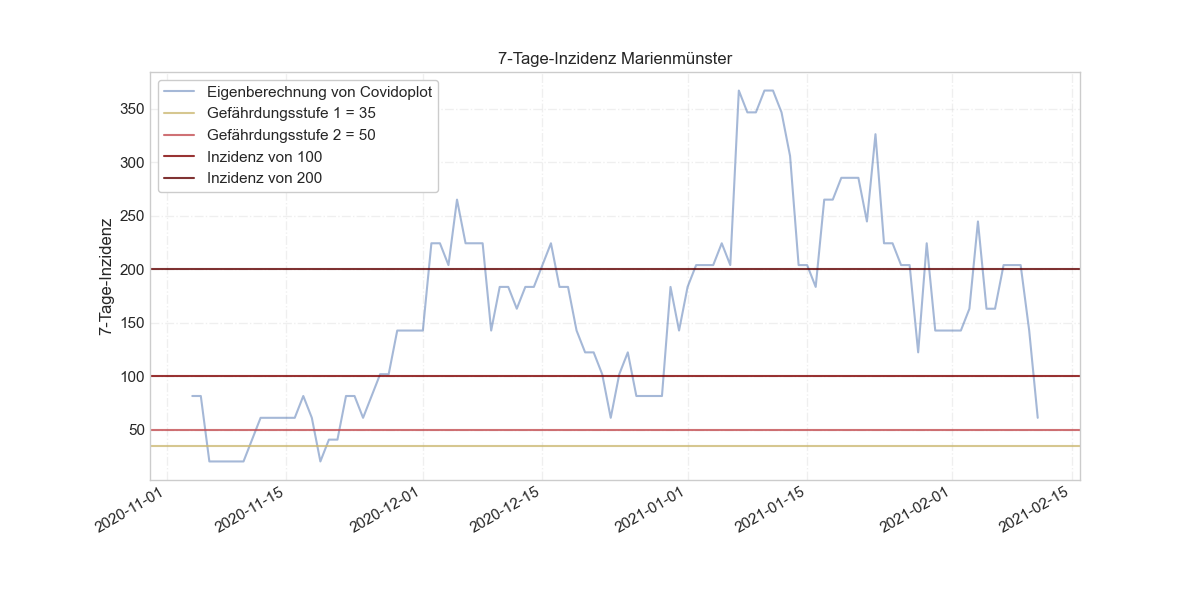 7-Tage-Inzidenz Marienmünster
Eigenberechnung von Covidoplot
Gefährdungsstufe 1 = 35
Gefährdungsstufe 2 = 50
Inzidenz von 100
Inzidenz von 200
7-Tage-Inzidenz
350
300
250
200
150
100
50
2020-11-01
2020-11-15
2020-12-01
2020-12-15
2021-01-01
2021-01-15
2021-02-01
2021-02-15